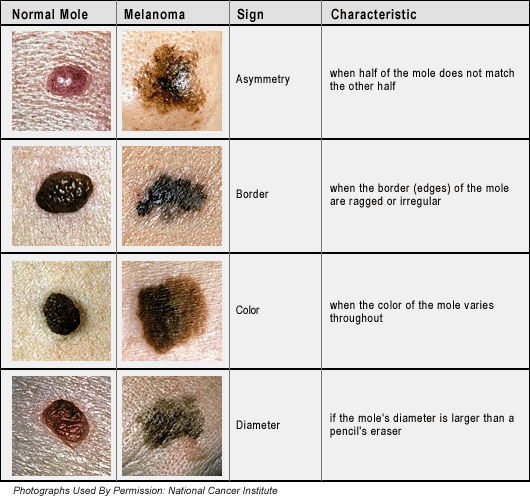 Normal Mole Melanoma Sign Characteristic
Asymmetry
when half of the mole does not match
the other half
Border
when the border (edges) of the mole
are ragged or irregular
Color
when the color of the mole varies
throughout
Diameter
if the mole's diameter is larger than a
pencil's eraser
Photographs Used By Permission: National Cancer Institute